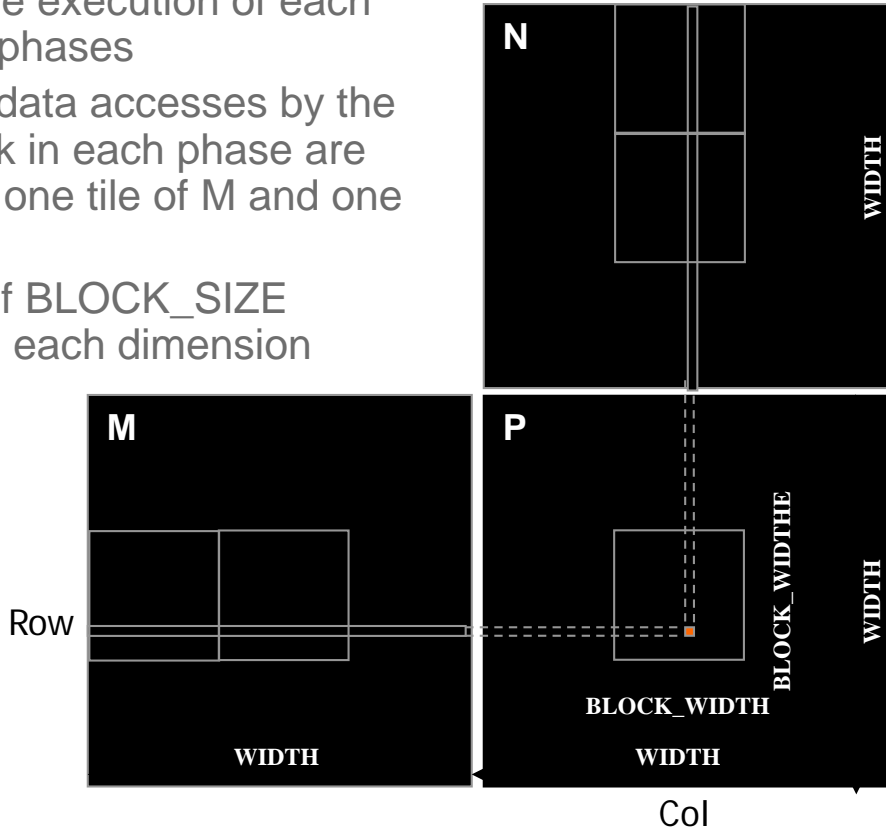 e execution of each
phases
data accesses by the
k in each phase are
one tile of M and one
f BLOCK_SIZE
each dimension
N
WIDTH
M
P
Row
BLOCK_WIDTHE
WIDTH
BLOCK_WIDTH
WIDTH
WIDTH
Col